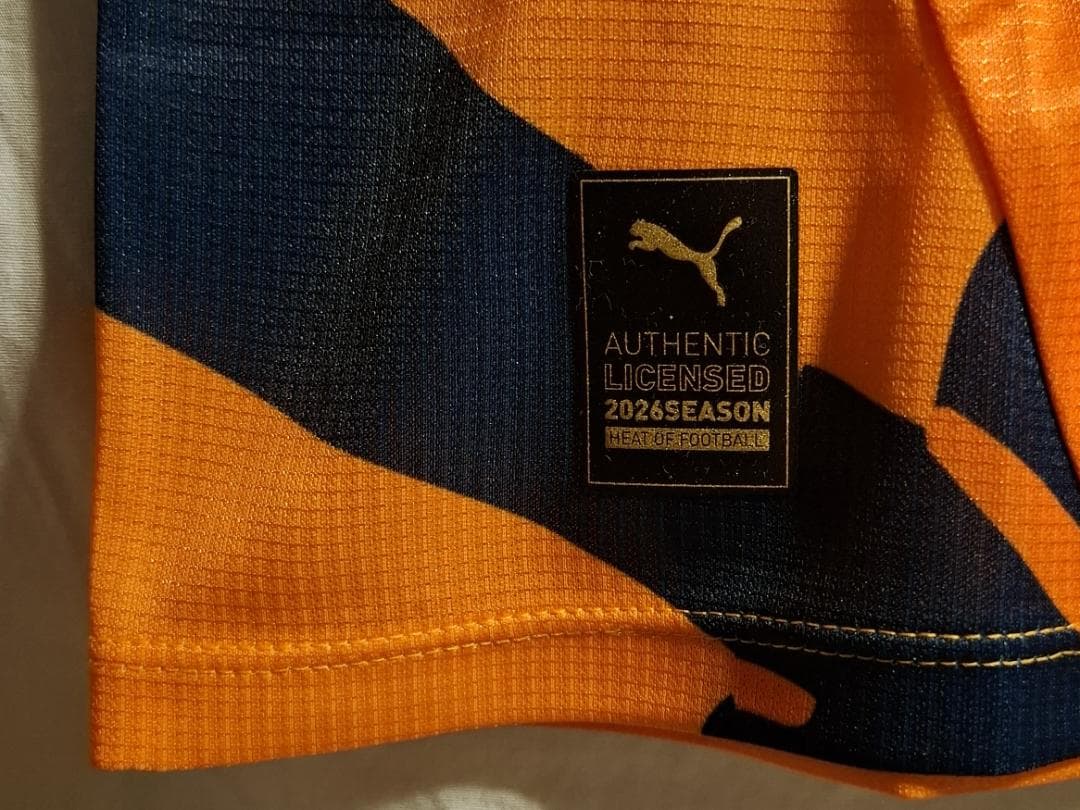 AUTHENTIC
LICENSED
2026SEASON
HEAT OF FOOTBALL